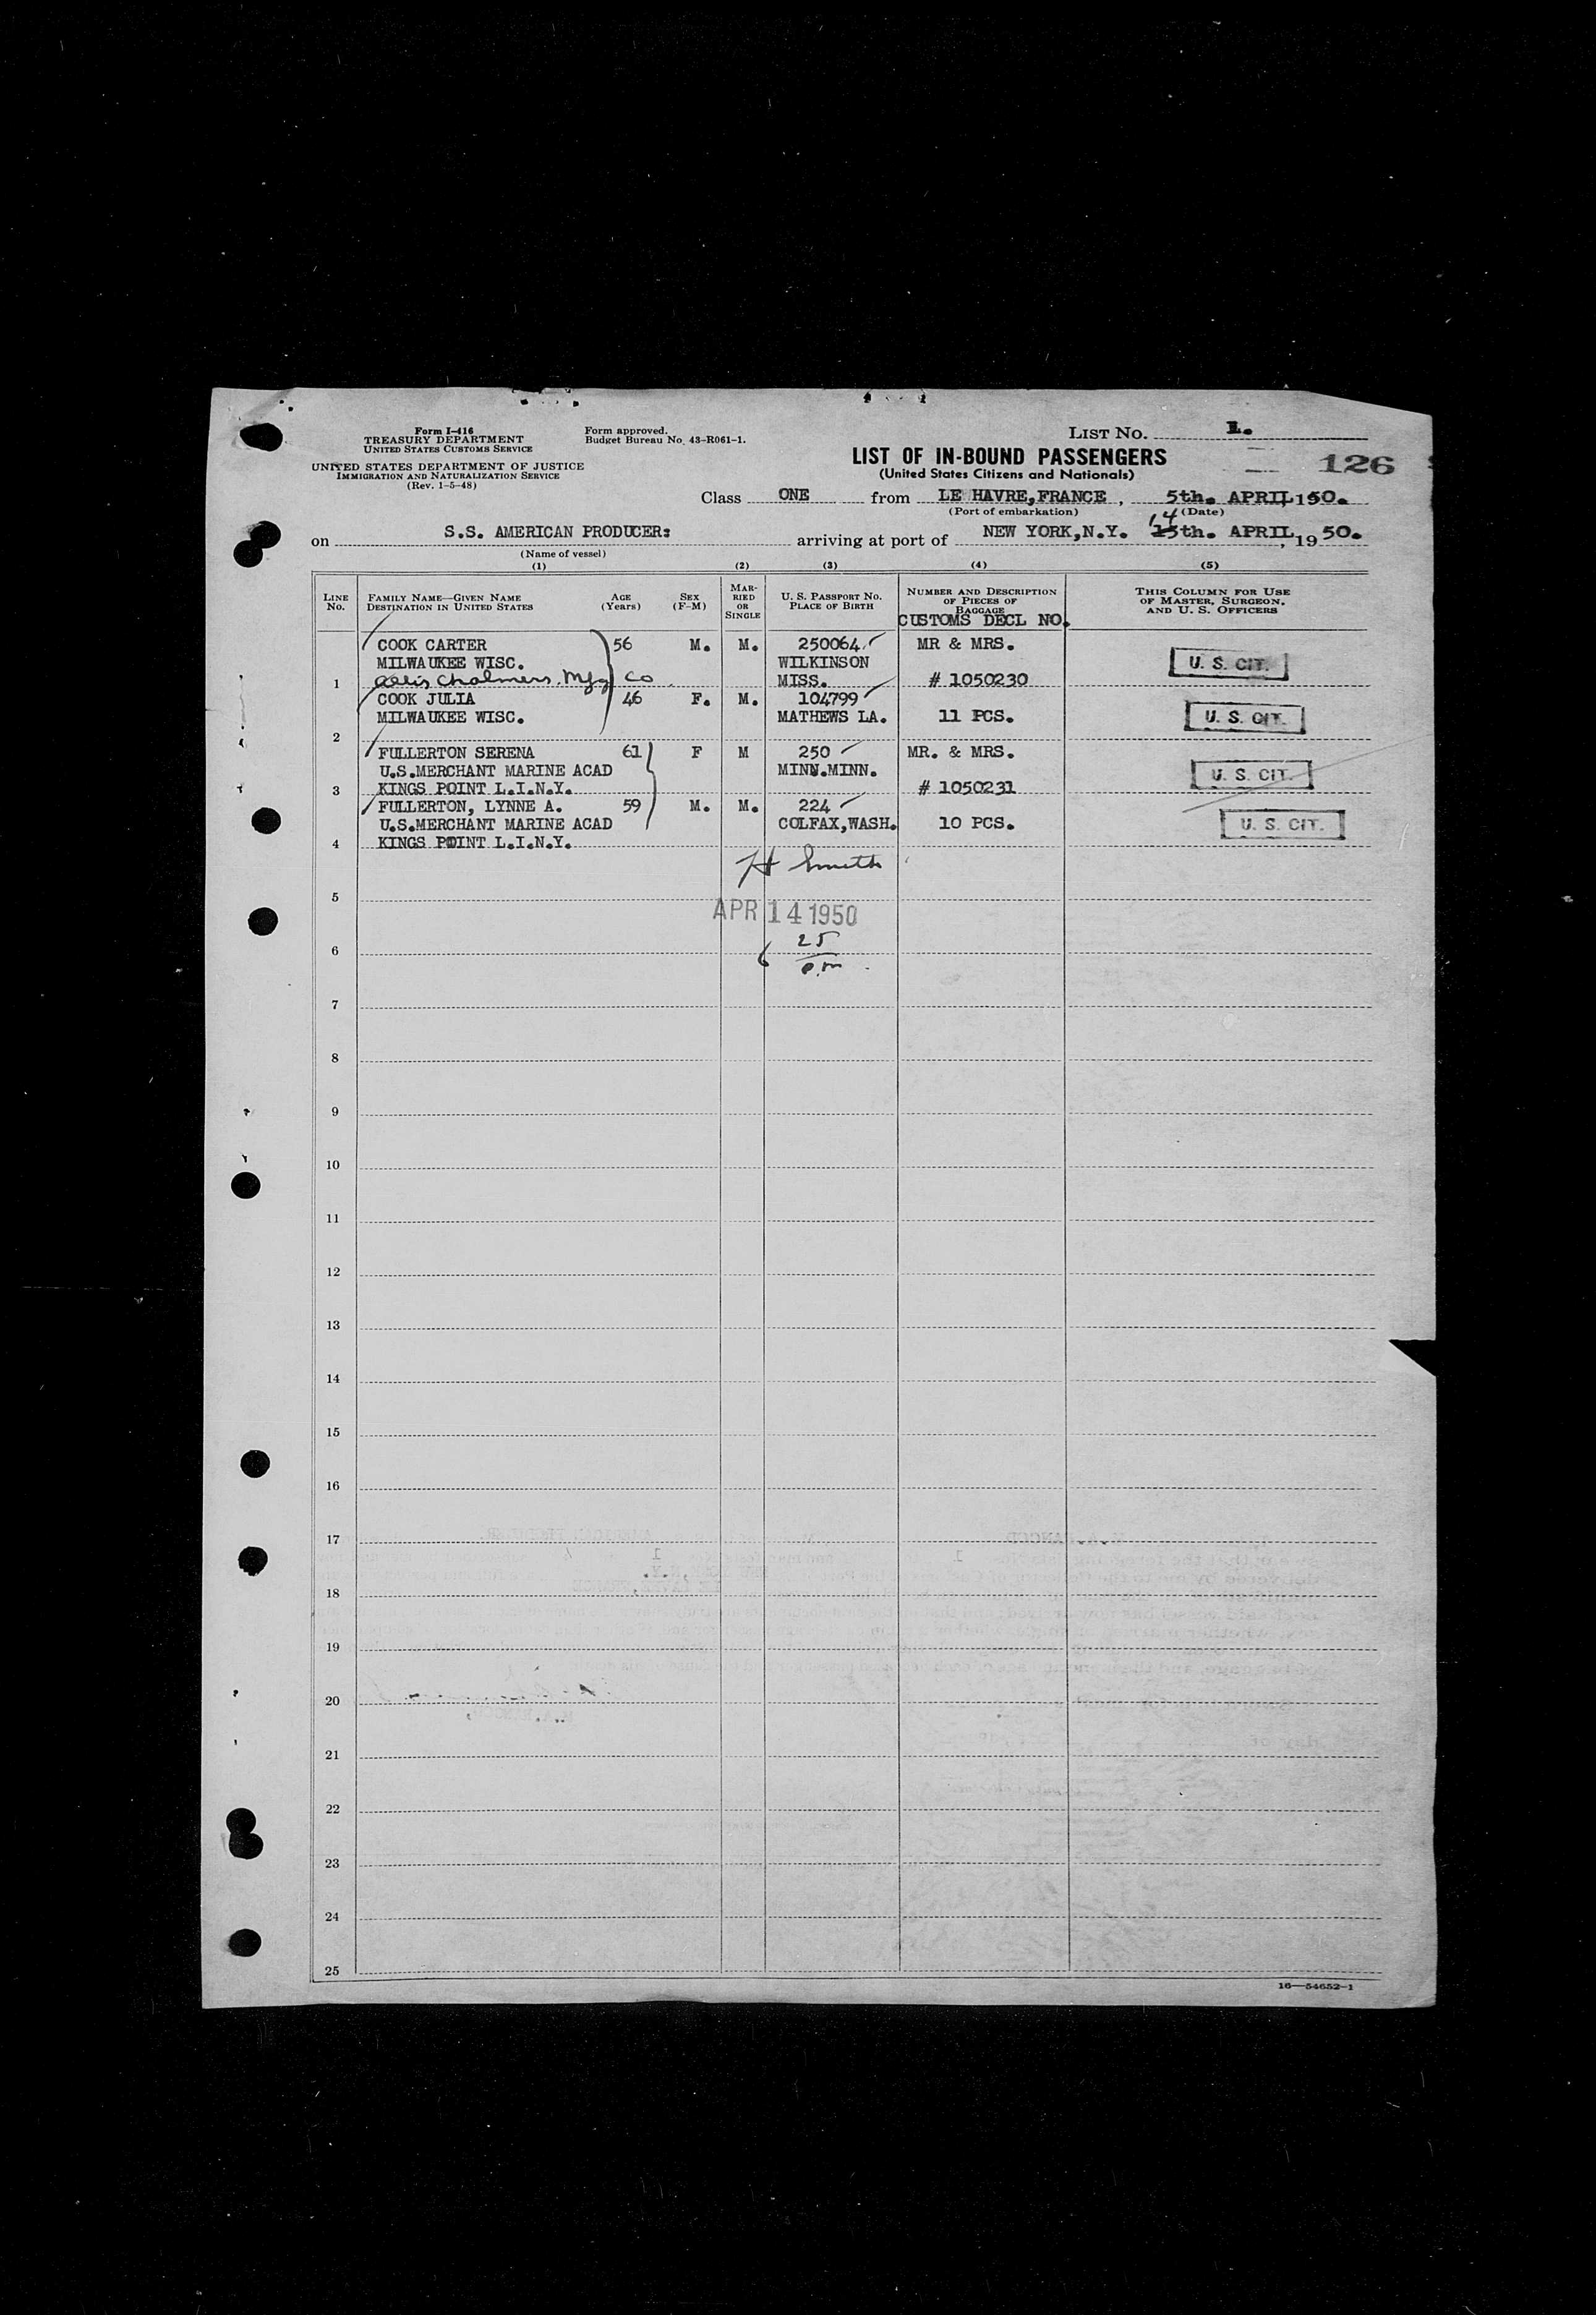 Form I-416
TREASURY DEPARTMENT
UNITED STATES CUSTOMS SERVICE
UNITED STATES DEPARTMENT OF JUSTICE
IMMIGRATION AND NATURALIZATION SERVICE
(Rev. 1-5-48)
Form approved.
Budget Bureau No. 43-R061-1.
LIST NO. 1.
LIST OF IN-BOUND PASSENGERS
(United States Citizens and Nationals)
126
Class ONE from LE HAVRE,FRANCE, 5th. APRIL,1950.
(Port of embarkation) (Date)
on S.S. AMERICAN PRODUCER: arriving at port of NEW YORK,N.Y. 14 15th. APRIL, 1950.
(Name of vessel)
(1) (2) (3) (4) (5)
LINE No.
FAMILY NAME—GIVEN NAME
DESTINATION IN UNITED STATES
AGE (Years)
SEX (F-M)
MARRIED OR SINGLE
U. S. PASSPORT NO.
PLACE OF BIRTH
NUMBER AND DESCRIPTION OF PIECES OF BAGGAGE
CUSTOMS DECL NO.
THIS COLUMN FOR USE OF MASTER, SURGEON, AND U. S. OFFICERS
COOK CARTER 56 M. M. 250064 MR & MRS.
MILWAUKEE WISC. WILKINSON U. S. CIT.
1 Allis Chalmers Mfg Co MISS. # 1050230
COOK JULIA 46 F. M. 104799
MILWAUKEE WISC. MATHEWS LA. 11 PCS. U. S. CIT.
2
FULLERTON SERENA 61 F M 250 MR. & MRS.
U.S.MERCHANT MARINE ACAD MINN.MINN. U. S. CIT.
3 KINGS POINT L.I.N.Y. # 1050231
FULLERTON, LYNNE A. 59 M. M. 224
U.S.MERCHANT MARINE ACAD COLFAX,WASH. 10 PCS. U. S. CIT.
4 KINGS POINT L.I.N.Y.
H Smith
5
APR 14 1950
6
6 25
p.m
7
8
9
10
11
12
13
14
15
16
17
18
19
20
21
22
23
24
25
16—54652-1